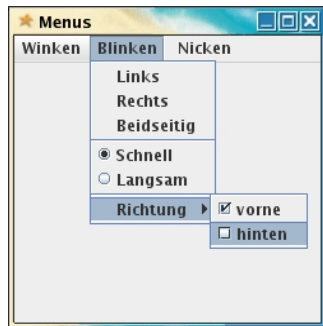 Menus
Winken Blinken Nicken
Links
Rechts
Beidseitig
Schnell
Langsam
Richtung
vorne
hinten